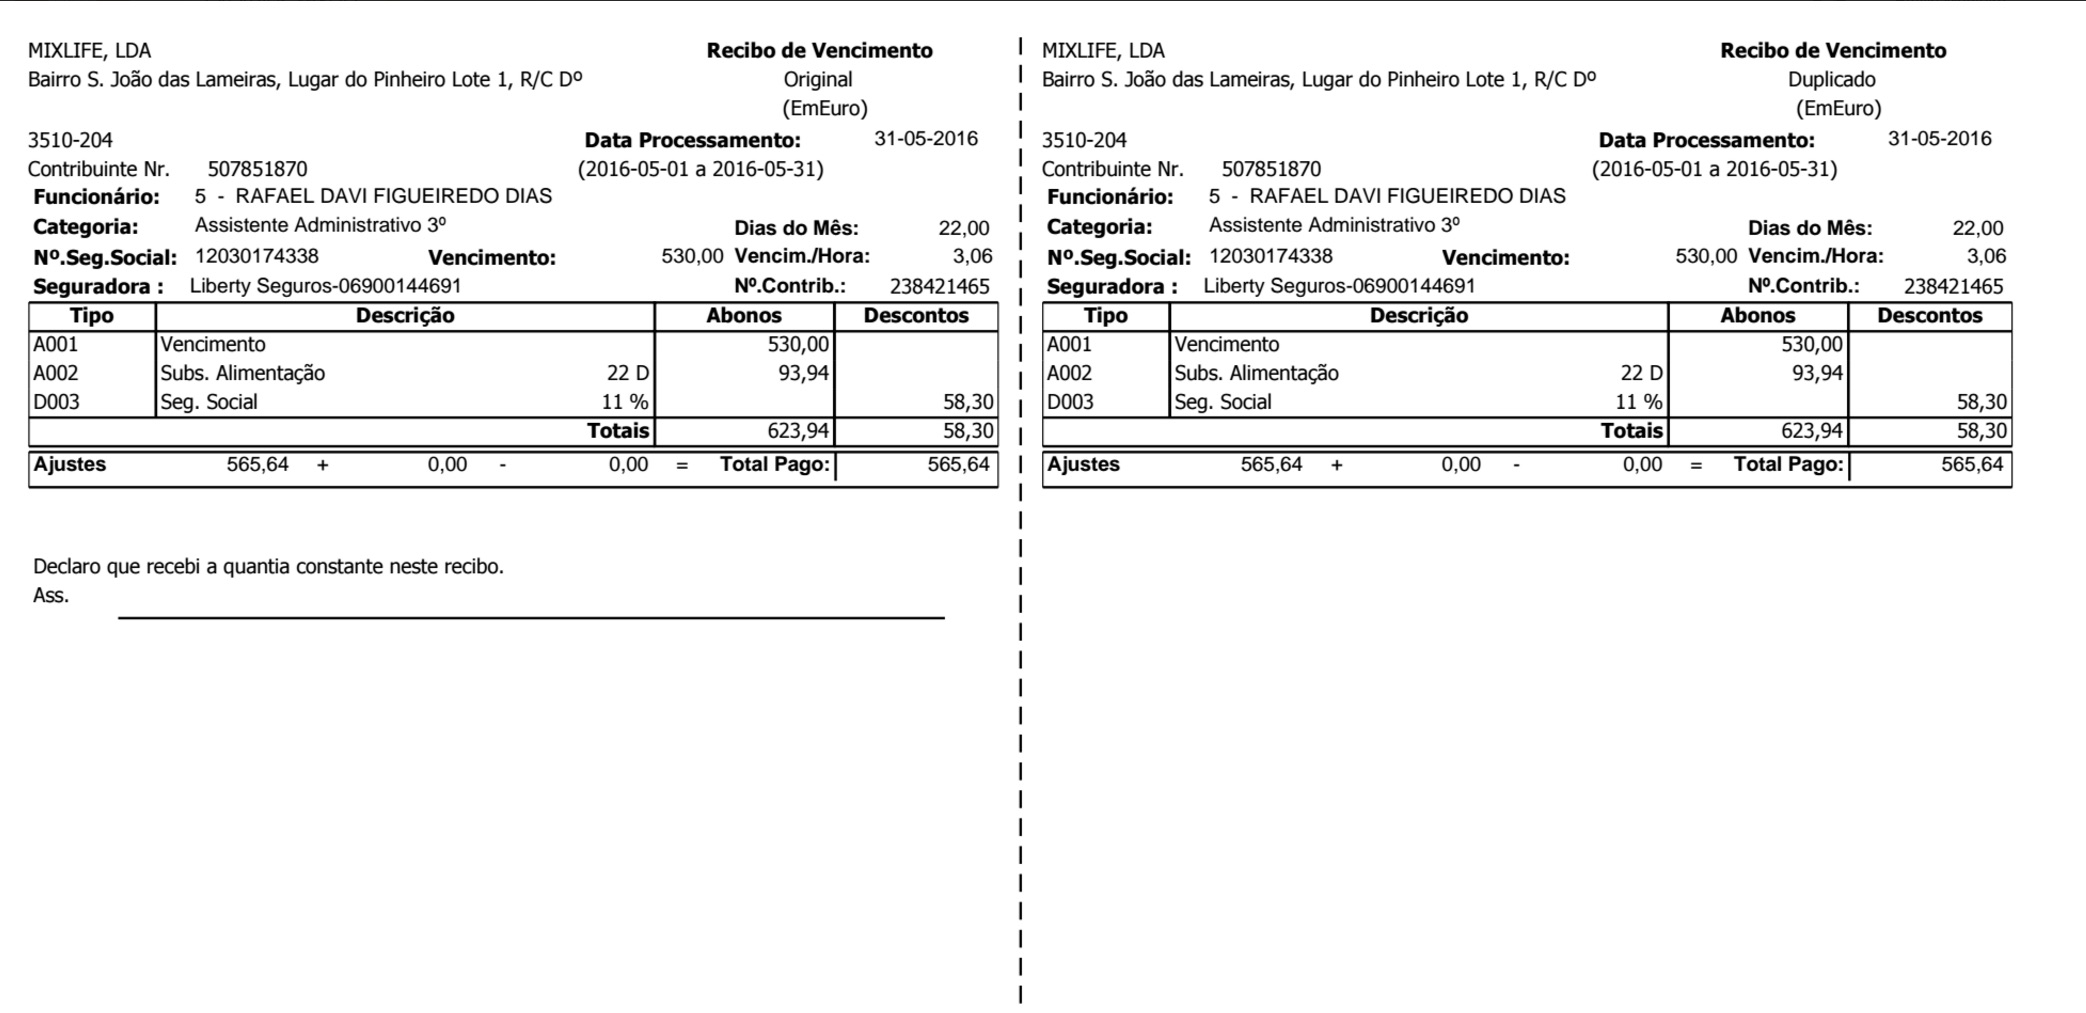 MIXLIFE, LDA
Recibo de Vencimento
Bairro S. João das Lameiras, Lugar do Pinheiro Lote 1, R/C Dº
Original
(EmEuro)
3510-204
Data Processamento: 31-05-2016
Contribuinte Nr. 507851870
(2016-05-01 a 2016-05-31)
Funcionário: 5 - RAFAEL DAVI FIGUEIREDO DIAS
Categoria: Assistente Administrativo 3º
Dias do Mês: 22,00
Nº.Seg.Social: 12030174338 Vencimento: 530,00 Vencim./Hora: 3,06
Seguradora : Liberty Seguros-06900144691 Nº.Contrib.: 238421465
Tipo Descrição Abonos Descontos
A001 Vencimento 530,00
A002 Subs. Alimentação 22 D 93,94
D003 Seg. Social 11 % 58,30
Totais 623,94 58,30
Ajustes 565,64 + 0,00 - 0,00 = Total Pago: 565,64
Declaro que recebi a quantia constante neste recibo.
Ass.
MIXLIFE, LDA
Recibo de Vencimento
Bairro S. João das Lameiras, Lugar do Pinheiro Lote 1, R/C Dº
Duplicado
(EmEuro)
3510-204
Data Processamento: 31-05-2016
Contribuinte Nr. 507851870
(2016-05-01 a 2016-05-31)
Funcionário: 5 - RAFAEL DAVI FIGUEIREDO DIAS
Categoria: Assistente Administrativo 3º
Dias do Mês: 22,00
Nº.Seg.Social: 12030174338 Vencimento: 530,00 Vencim./Hora: 3,06
Seguradora : Liberty Seguros-06900144691 Nº.Contrib.: 238421465
Tipo Descrição Abonos Descontos
A001 Vencimento 530,00
A002 Subs. Alimentação 22 D 93,94
D003 Seg. Social 11 % 58,30
Totais 623,94 58,30
Ajustes 565,64 + 0,00 - 0,00 = Total Pago: 565,64